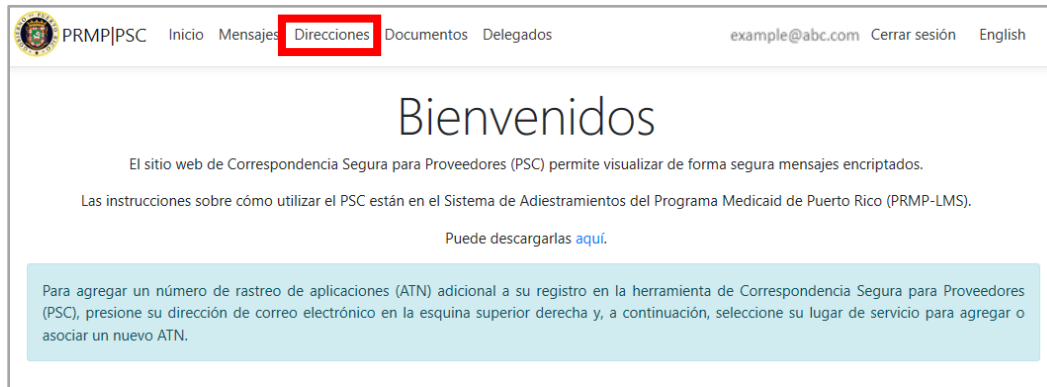 PRMP|PSC Inicio Mensajes Direcciones Documentos Delegados example@abc.com Cerrar sesión English
Bienvenidos
El sitio web de Correspondencia Segura para Proveedores (PSC) permite visualizar de forma segura mensajes encriptados.
Las instrucciones sobre cómo utilizar el PSC están en el Sistema de Adiestramientos del Programa Medicaid de Puerto Rico (PRMP-LMS).
Puede descargarlas aquí.
Para agregar un número de rastreo de aplicaciones (ATN) adicional a su registro en la herramienta de Correspondencia Segura para Proveedores
(PSC), presione su dirección de correo electrónico en la esquina superior derecha y, a continuación, seleccione su lugar de servicio para agregar o
asociar un nuevo ATN.